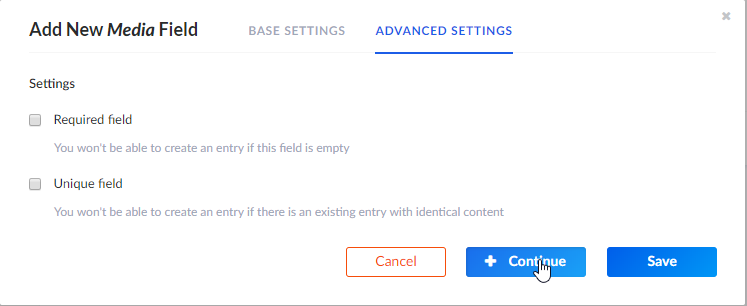 Add New Media Field BASE SETTINGS ADVANCED SETTINGS
Settings
Required field
You won't be able to create an entry if this field is empty
Unique field
You won't be able to create an entry if there is an existing entry with identical content
Cancel Continue Save